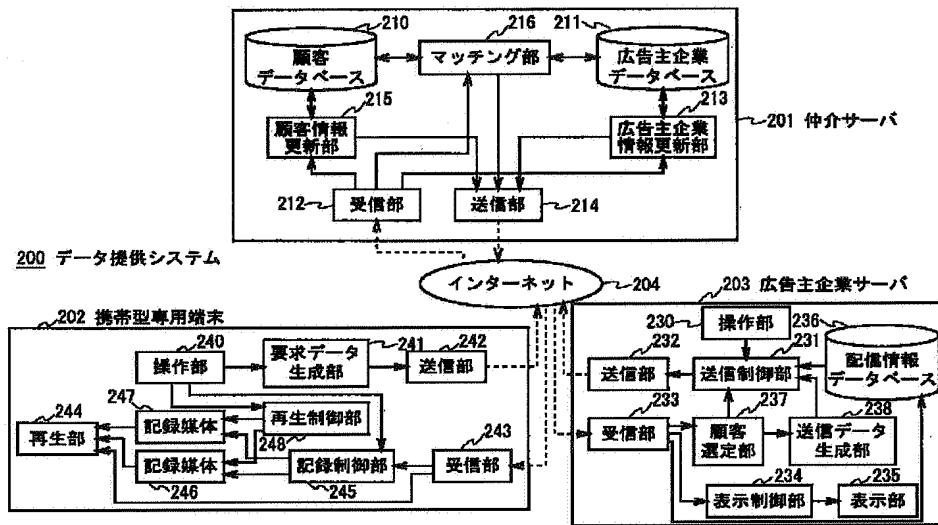 210
216
211
顧客
データベース
マッチング部
広告主企業
データベース
215
213
顧客情報
更新部
広告主企業
情報更新部
201 仲介サーバ
212
受信部
送信部
214
200 データ提供システム
インターネット
204
203 広告主企業サーバ
202 携帯型専用端末
230
操作部
236
240
241
242
232
231
操作部
要求データ
生成部
送信部
送信部
送信制御部
配信情報
データベース
247
233
237
238
244
記録媒体
再生制御部
受信部
顧客
選定部
送信データ
生成部
再生部
248
243
記録媒体
記録制御部
受信部
234
235
246
245
表示制御部
表示部